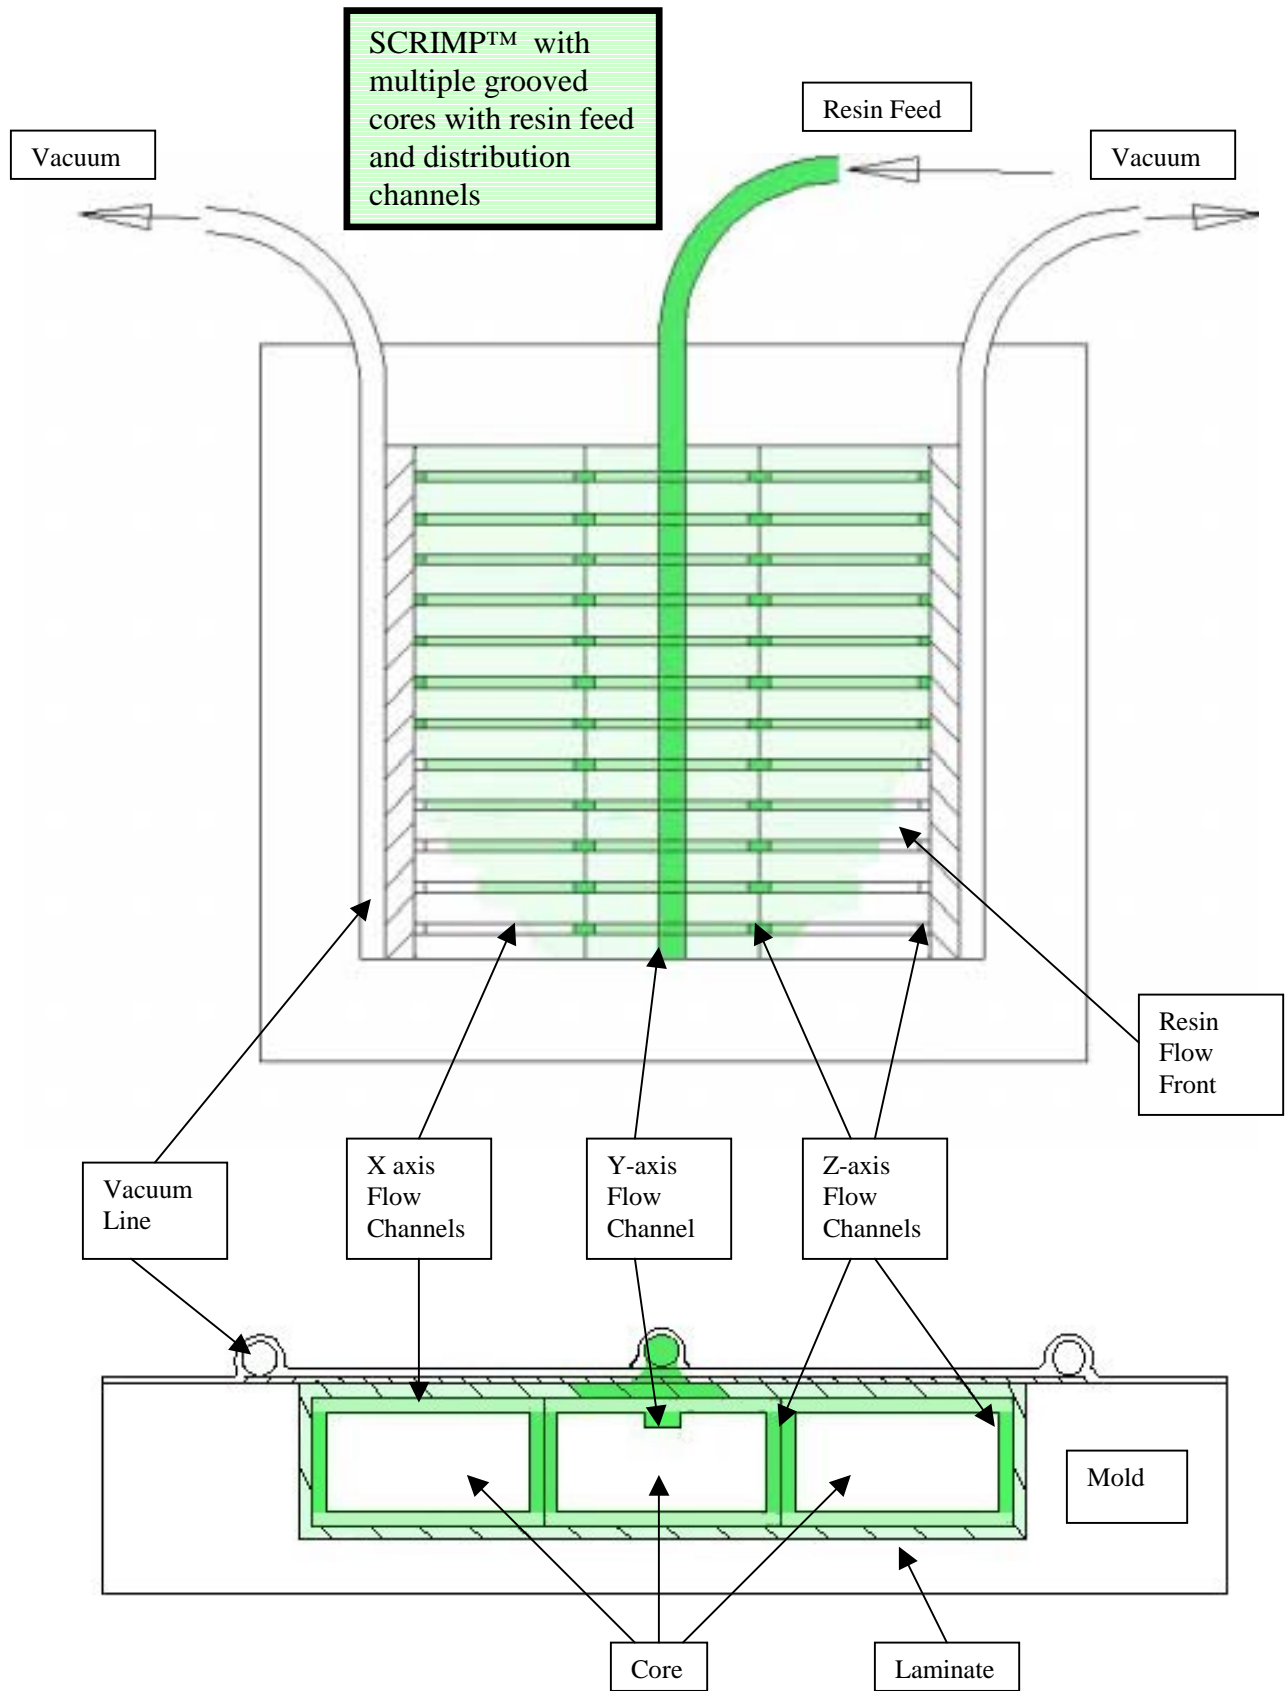 SCRIMP™ with
multiple grooved
cores with resin feed
and distribution
channels
Resin Feed
Vacuum
Vacuum
Resin
Flow
Front
Vacuum
Line
X axis
Flow
Channels
Y-axis
Flow
Channel
Z-axis
Flow
Channels
Mold
Core
Laminate